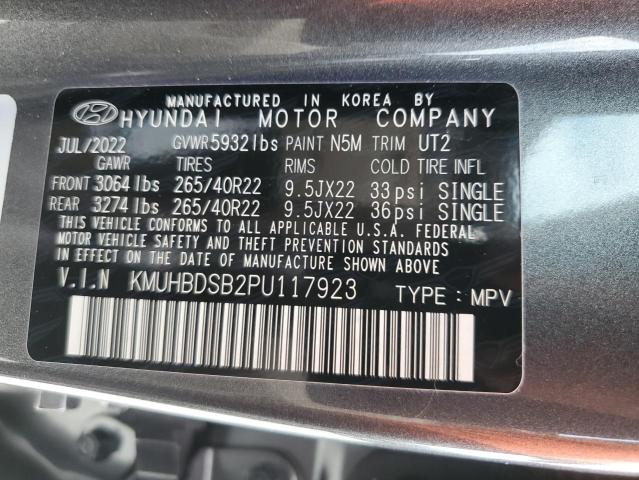 MANUFACTURED IN KOREA BY
HYUNDAI MOTOR COMPANY
JUL/2022 GVWR 5932lbs PAINT N5M TRIM UT2
GAWR TIRES RIMS COLD TIRE INFL
FRONT 3064 lbs 265/40R22 9.5JX22 33psi SINGLE
REAR 3274 lbs 265/40R22 9.5JX22 36psi SINGLE
THIS VEHICLE CONFORMS TO ALL APPLICABLE U.S.A. FEDERAL
MOTOR VEHICLE SAFETY AND THEFT PREVENTION STANDARDS
IN EFFECT ON THE DATE OF MANUFACTURE SHOWN ABOVE.
V.I.N KMUHBDSB2PU117923 TYPE : MPV